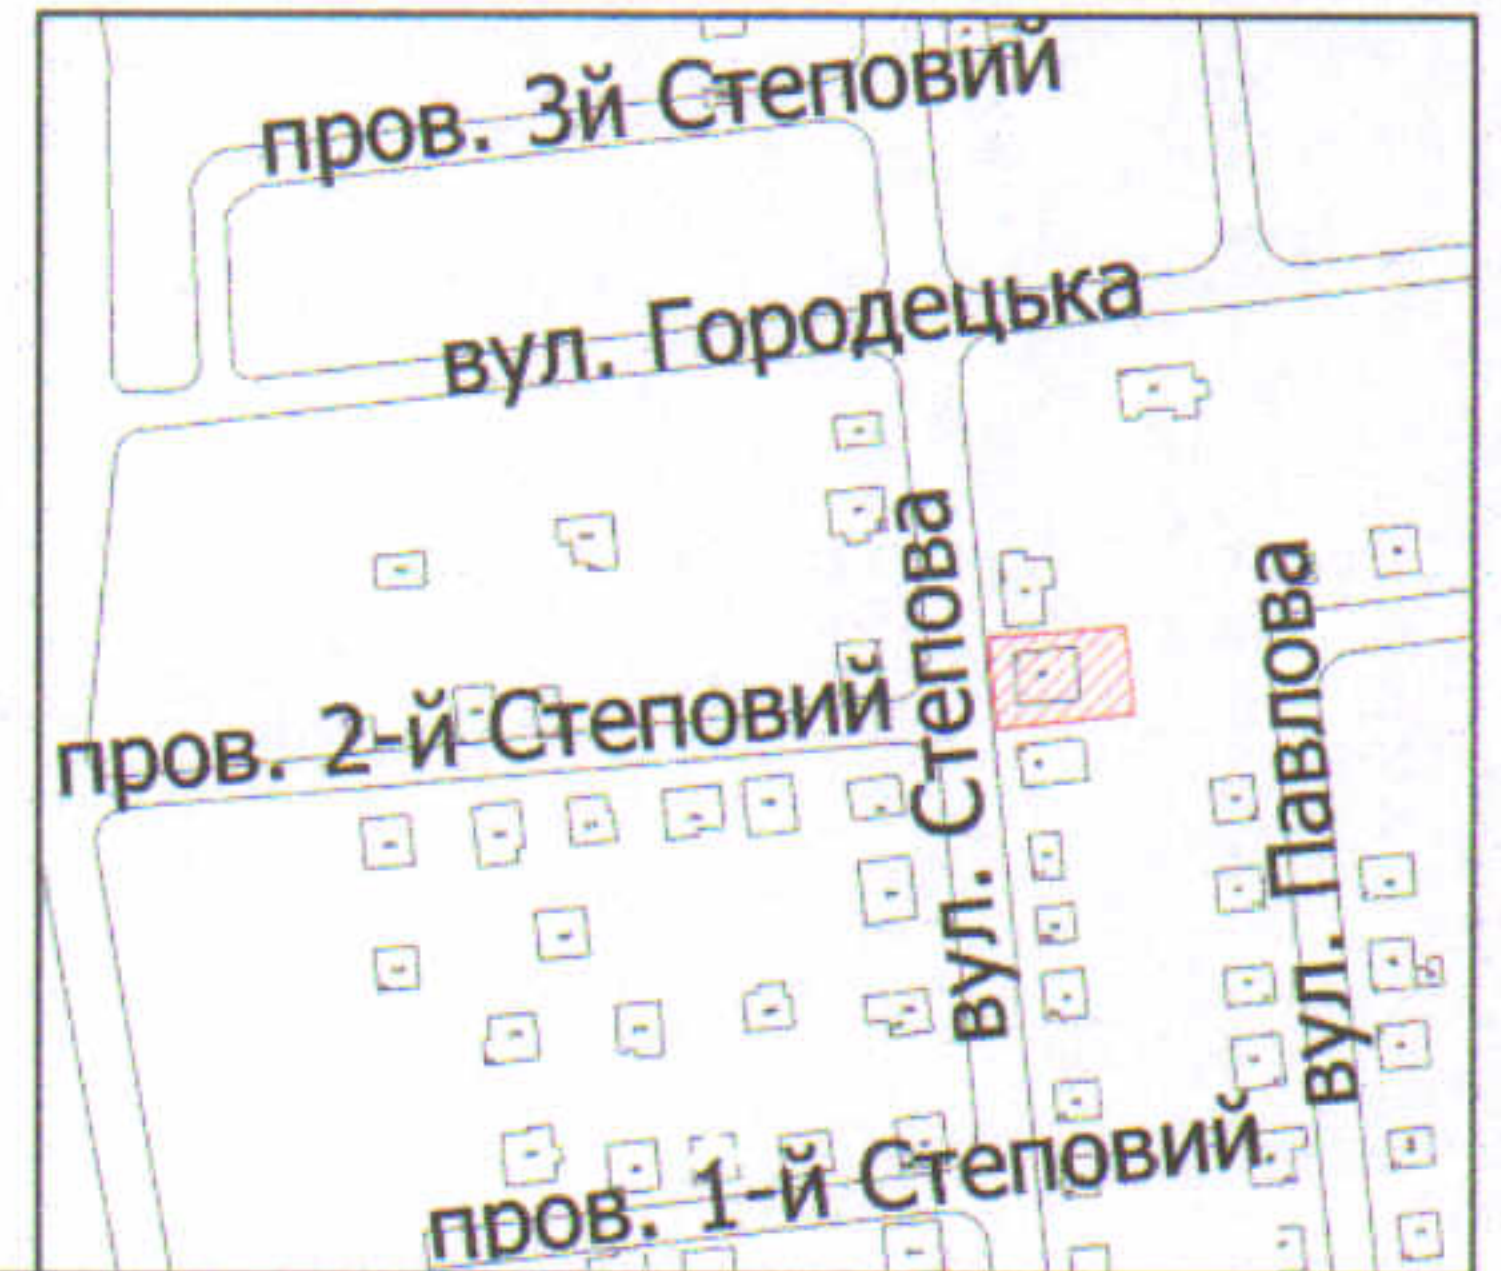 пров. 3й Степовий
вул. Городецька
вул. Степова
вул. Павлова
пров. 2-й Степовий
пров. 1-й Степовий